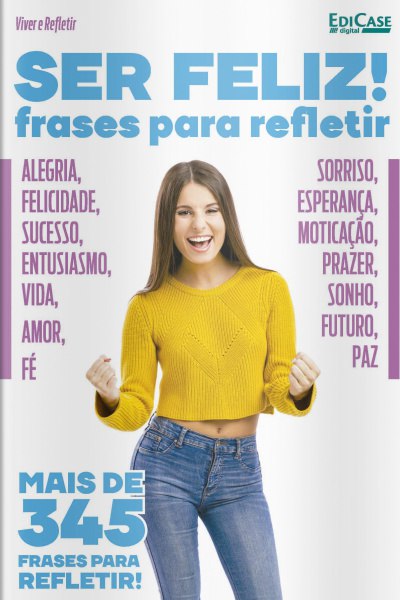 Viver e Refletir
EDICASE
digital
SER FELIZ!
frases para refletir
ALEGRIA,
FELICIDADE,
SUCESSO,
ENTUSIASMO,
VIDA,
AMOR,
FÉ
SORRISO,
ESPERANÇA,
MOTICAÇÃO,
PRAZER,
SONHO,
FUTURO,
PAZ
MAIS DE
345
FRASES PARA
REFLETIR!